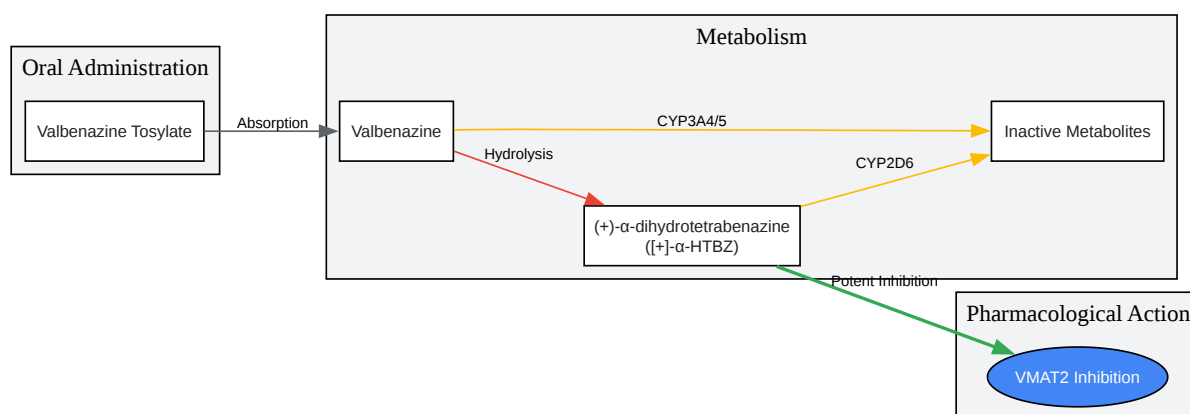 Metabolism
Oral Administration
Valbenazine Tosylate
Absorption
Valbenazine
CYP3A4/5
Inactive Metabolites
Hydrolysis
CYP2D6
(+)-α-dihydrotetrabenazine
([+]-α-HTBZ)
Potent Inhibition
Pharmacological Action
VMAT2 Inhibition